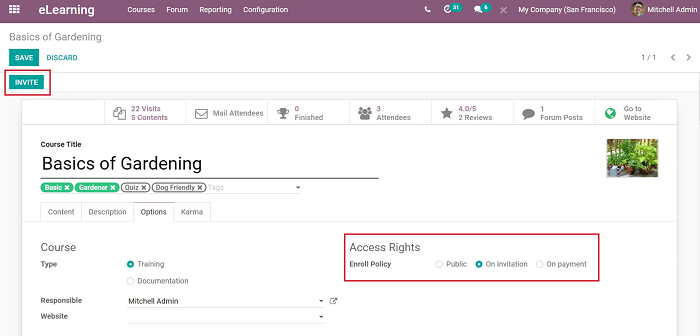 eLearning Courses Forum Reporting Configuration 31 6 My Company (San Francisco) Mitchell Admin
Basics of Gardening
SAVE DISCARD 1 / 1
INVITE
22 Visits
5 Contents
Mail Attendees
0
Finished
3
Attendees
4.0/5
2 Reviews
1
Forum Posts
Go to
Website
Course Title
Basics of Gardening
Basic Gardener Quiz Dog Friendly Tags
Content Description Options Karma
Course Access Rights
Type Training Enroll Policy Public On Invitation On payment
Documentation
Responsible Mitchell Admin
Website